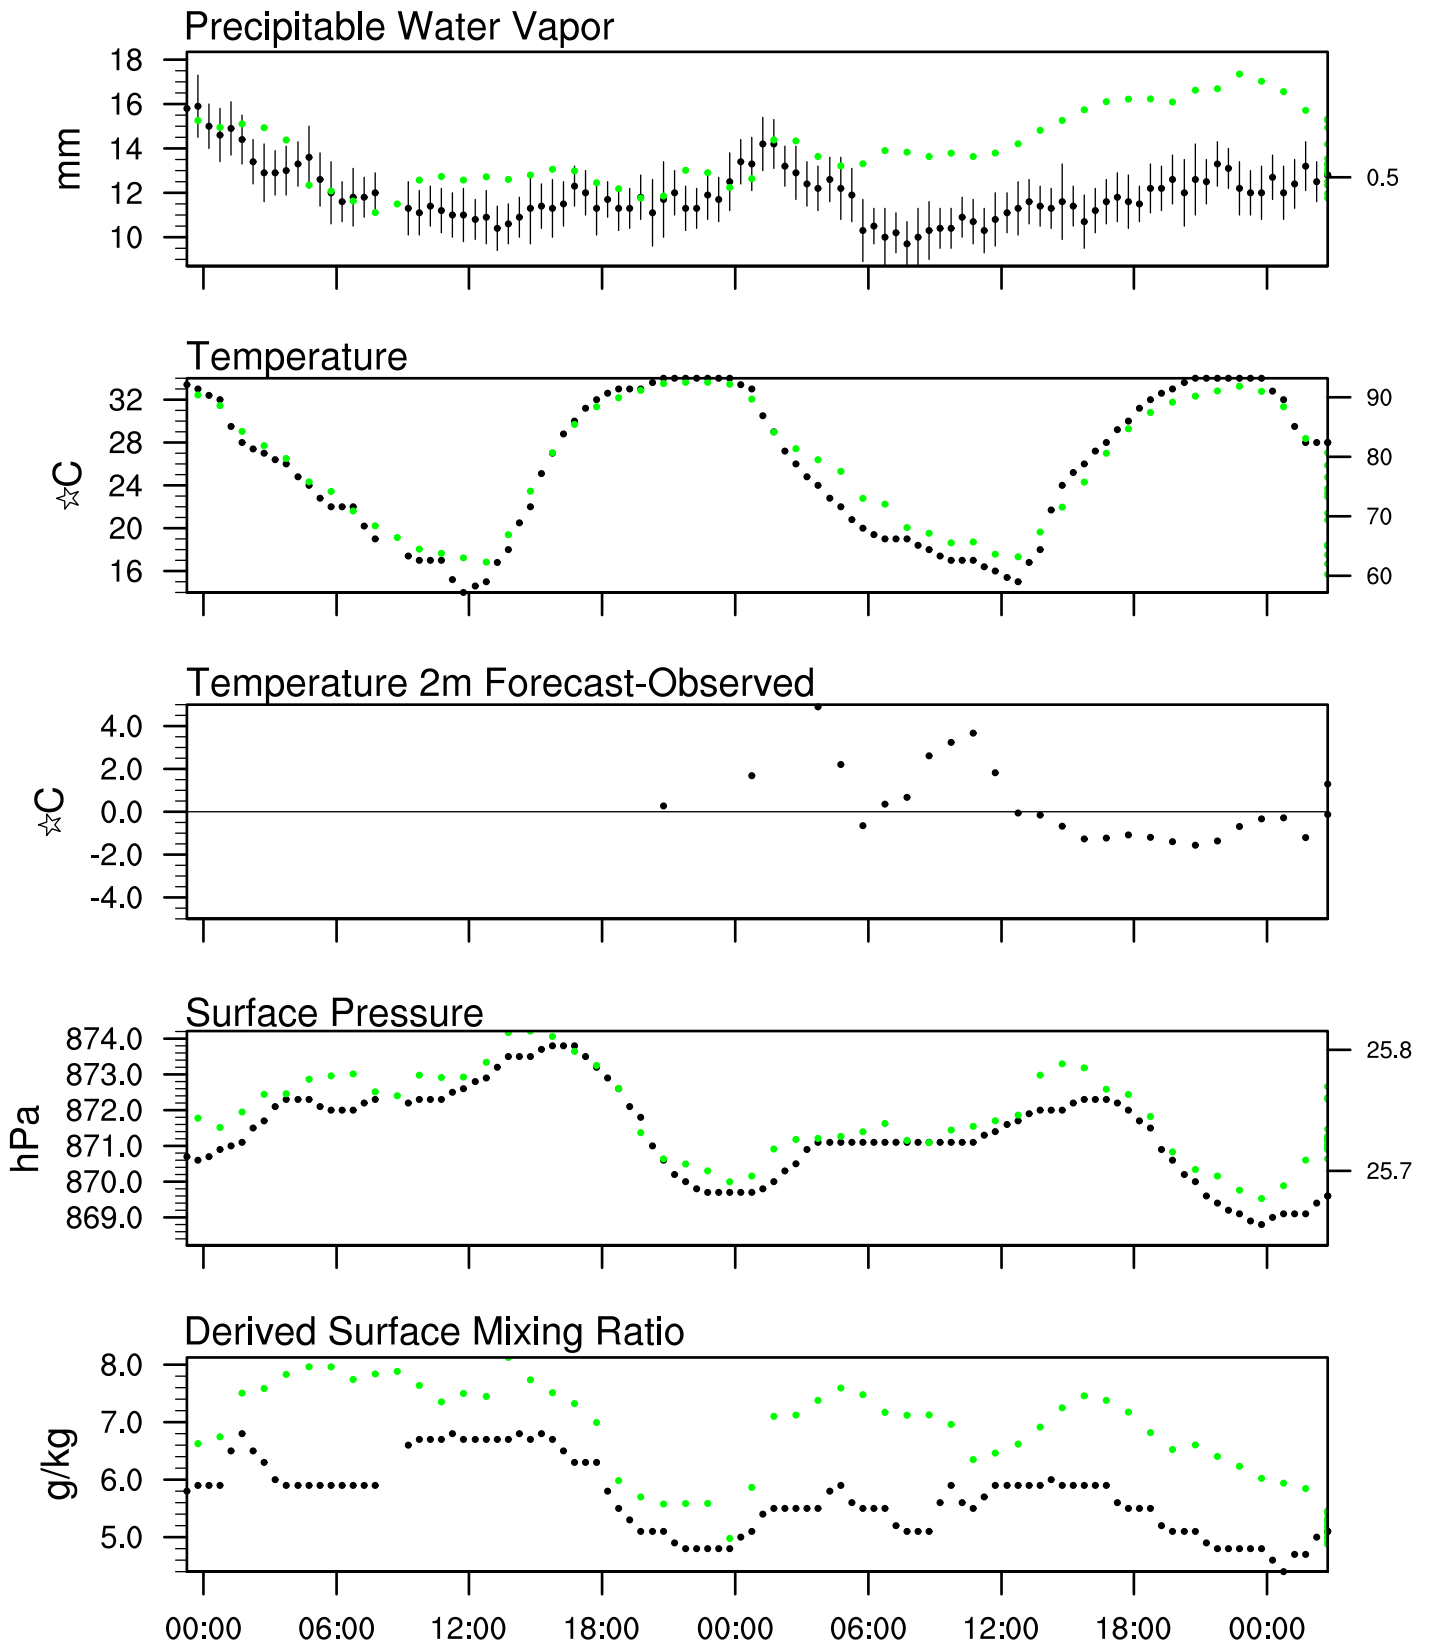 Precipitable Water Vapor
18
16
14
12
10
mm
0.5
Temperature
32
28
24
20
16
☆C
90
80
70
60
Temperature 2m Forecast-Observed
4.0
2.0
0.0
-2.0
-4.0
☆C
Surface Pressure
874.0
873.0
872.0
871.0
870.0
869.0
hPa
25.8
25.7
Derived Surface Mixing Ratio
8.0
7.0
6.0
5.0
g/kg
00:00 06:00 12:00 18:00 00:00 06:00 12:00 18:00 00:00